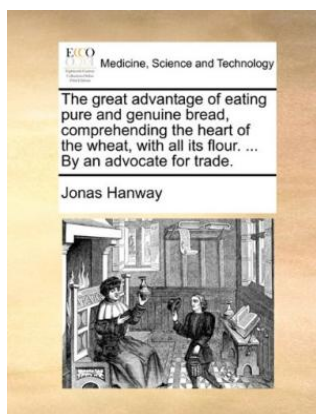 ECCO
Medicine, Science and Technology
The great advantage of eating
pure and genuine bread,
comprehending the heart of
the wheat, with all its flour. ...
By an advocate for trade.
Jonas Hanway